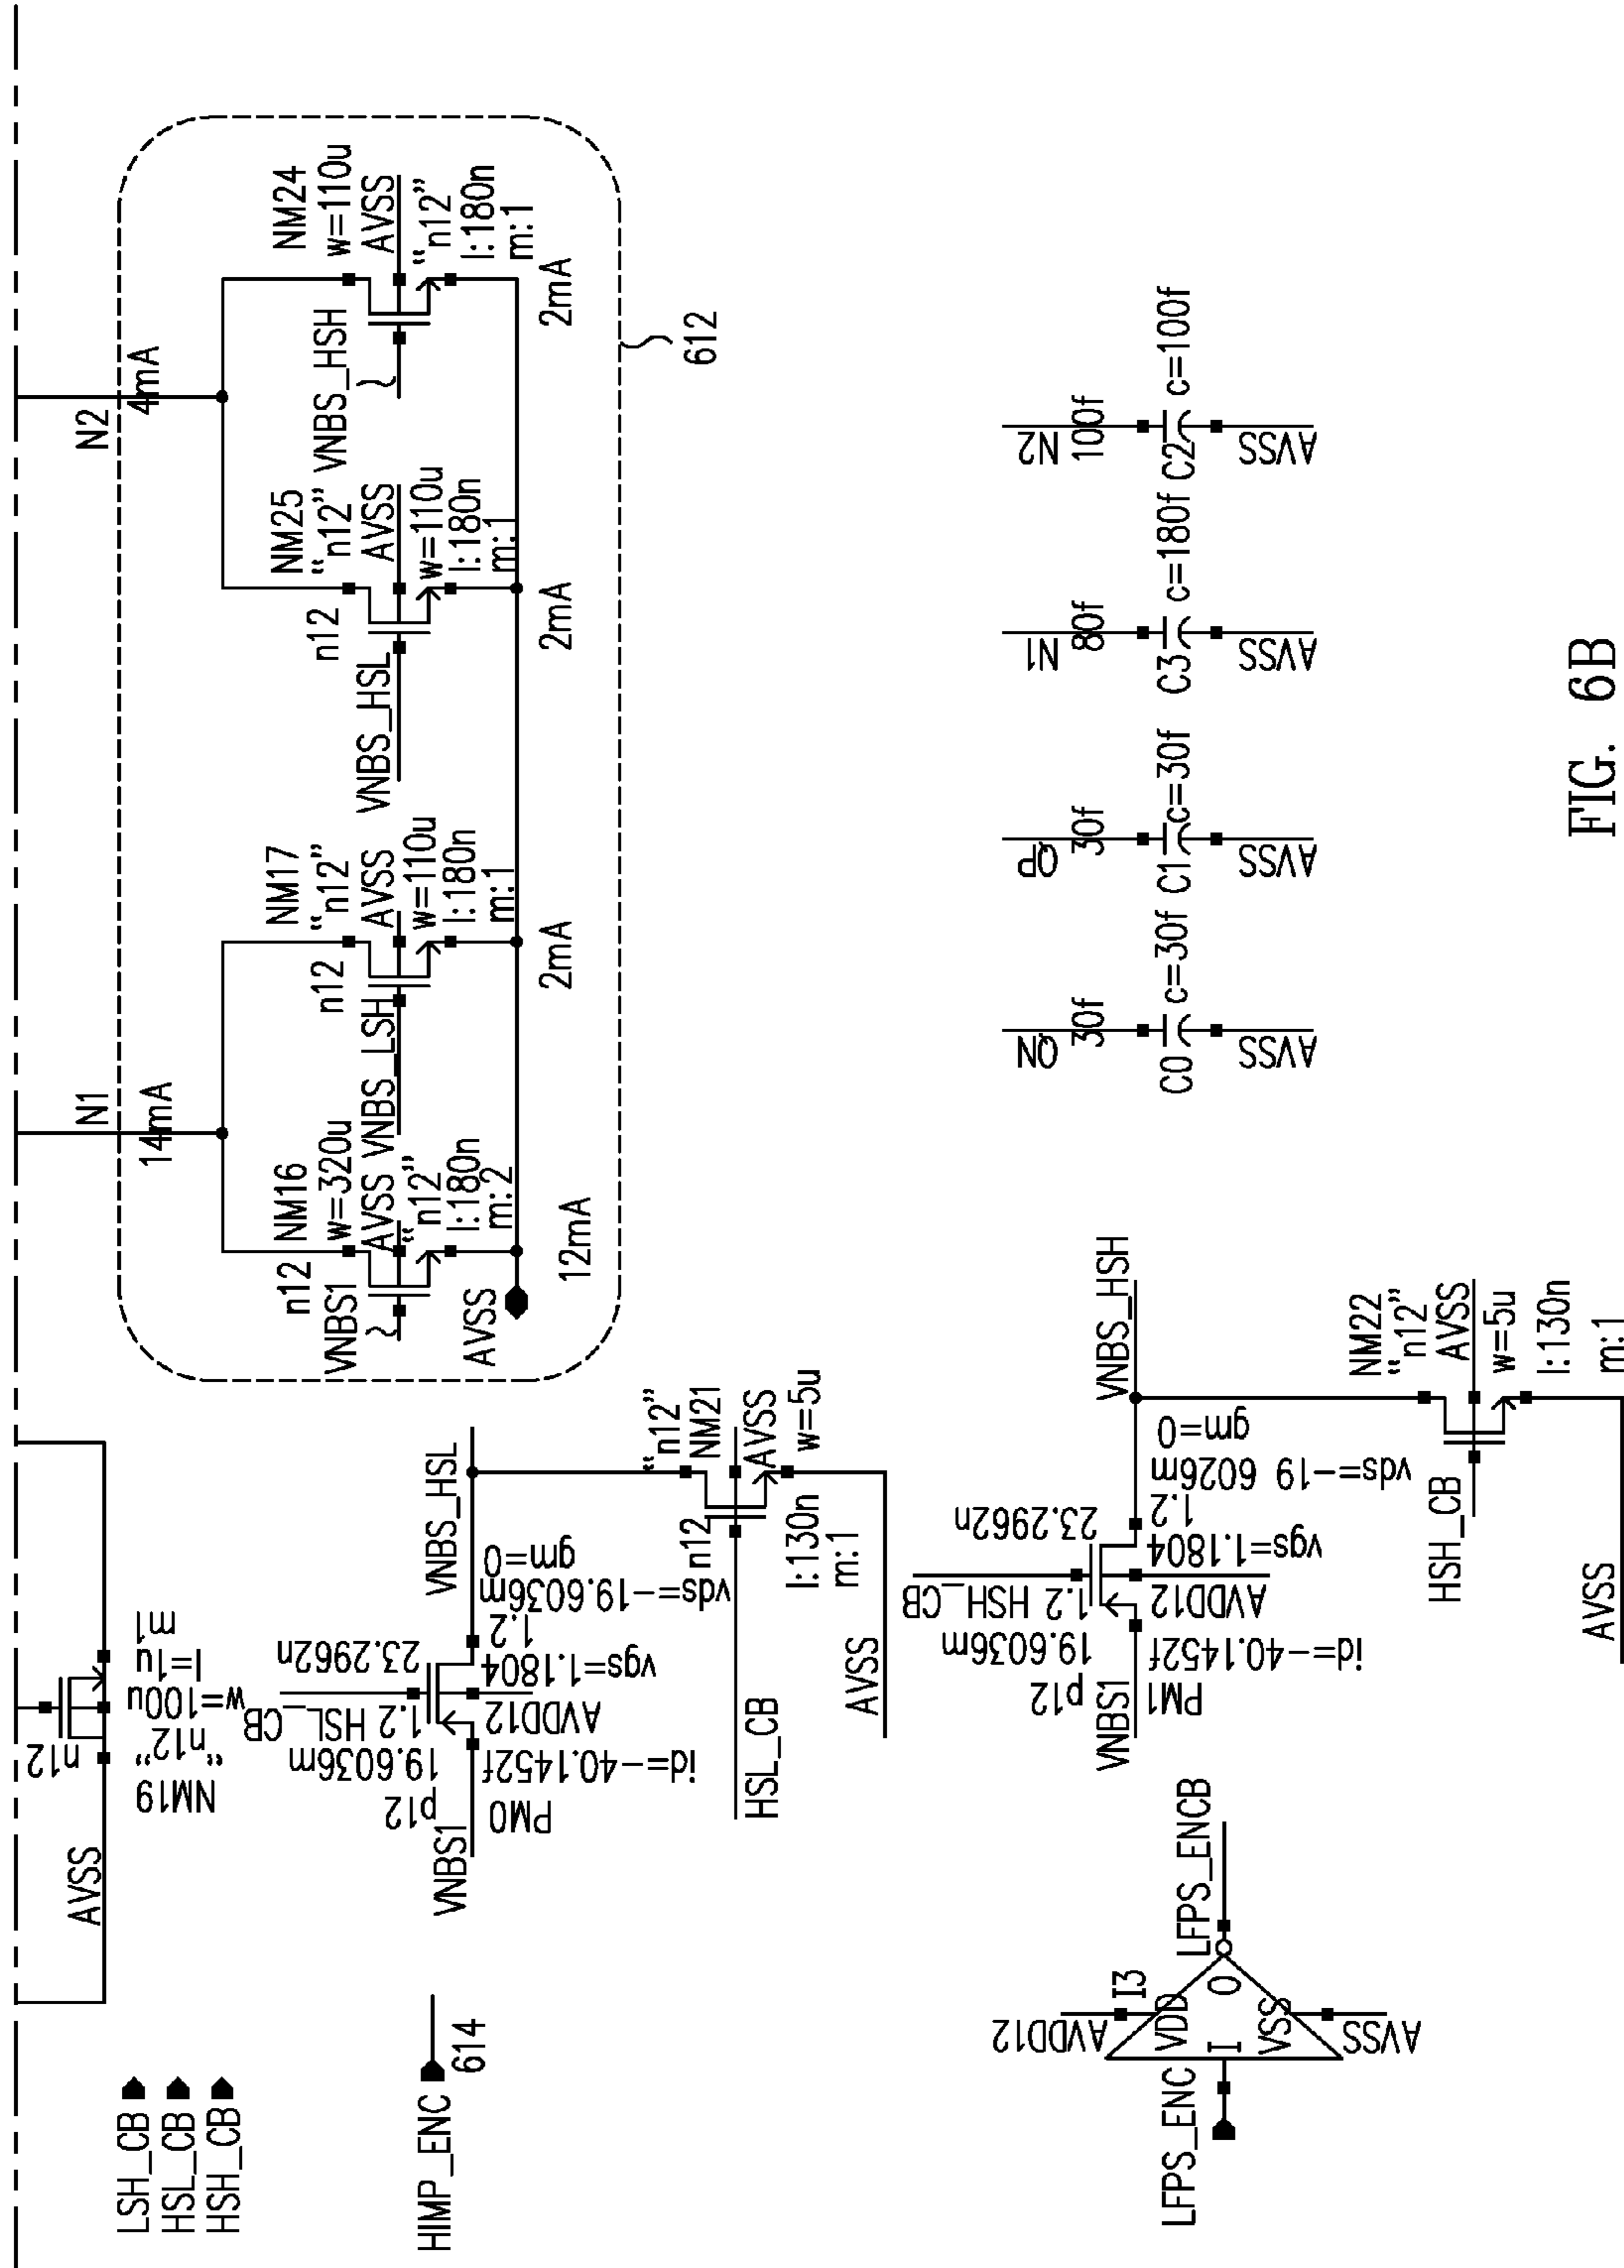 N1
14mA
N2
4mA
NM16
w=320u
AVSS
"n12"
l:180n
m:2
n12
VNBS1
12mA
AVSS
NM17
"n12"
AVSS
w=110u
l:180n
m:1
n12
VNBS_LSH
2mA
NM25
"n12"
AVSS
w=110u
l:180n
m:1
n12
VNBS_HSL
2mA
NM24
w=110u
AVSS
"n12"
l:180n
m:1
VNBS_HSH
2mA
612
LSH_CB
HSL_CB
HSH_CB
AVSS
n12
NM19
"n12"
w=100u
l=1u
m1
HIMP_ENC
614
VNBS1
VNBS_HSL
23.2962n
1.2 HSL_CB
19.6036m
p12
gm=0
vds=-19.6036m
1.2
vgs=1.1804
AVDD12
id=-40.1452f
PM0
"n12"
NM21
AVSS
w=5u
n12
l:130n
m:1
HSL_CB
AVSS
LFPS_ENC
AVDD12
I3
VDD
I
O
VSS
AVSS
LFPS_ENCB
VNBS1
VNBS_HSH
23.2962n
1.2 HSH_CB
19.6036m
p12
gm=0
vds=-19 6026m
1.2
vgs=1.1804
AVDD12
id=-40.1452f
PM1
NM22
"n12"
AVSS
w=5u
l:130n
m:1
HSH_CB
AVSS
QN
30f
C0
c=30f
AVSS
QP
30f
C1
c=30f
AVSS
N1
80f
C3
c=180f
AVSS
N2
100f
C2
c=100f
AVSS
FIG. 6B